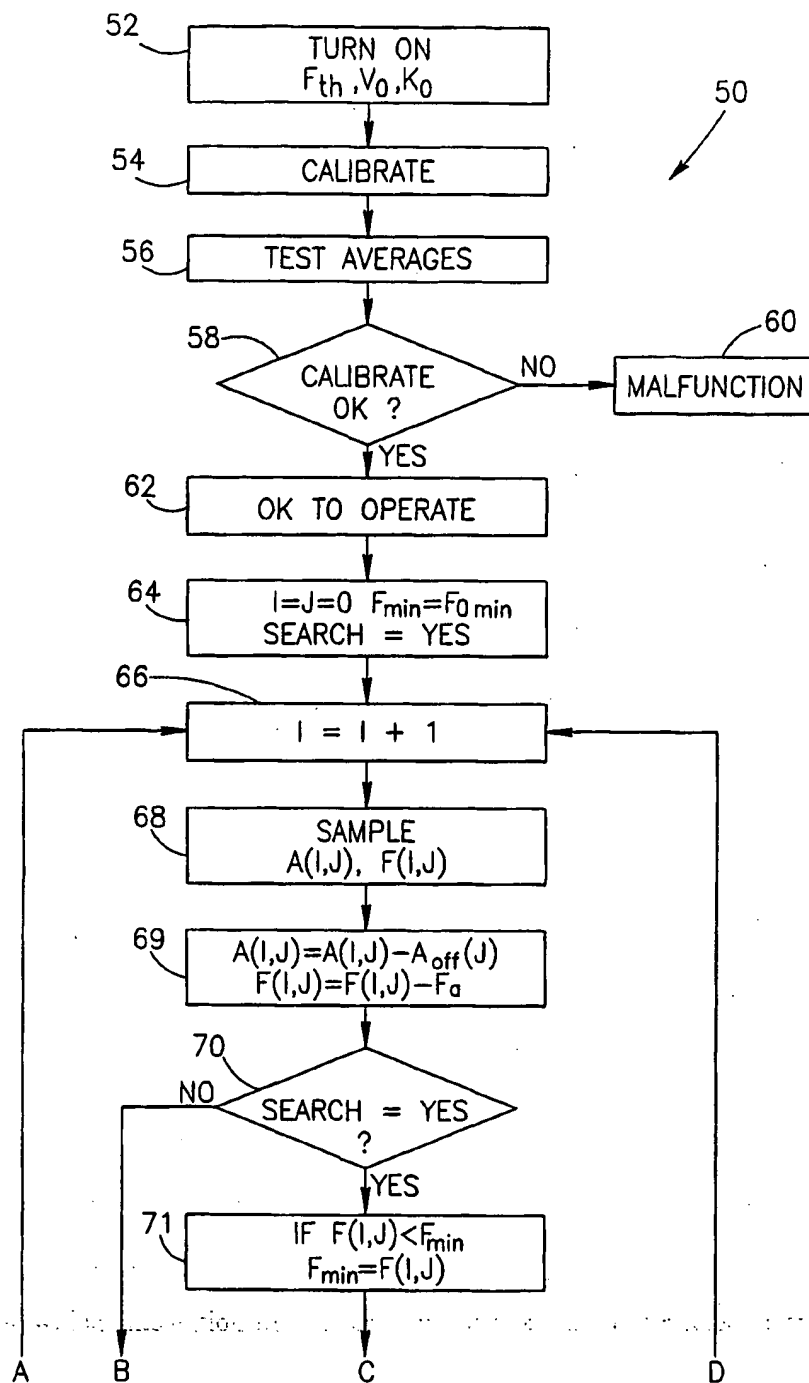 52
TURN ON
Fth ,V0 ,K0
50
54
CALIBRATE
56
TEST AVERAGES
58
CALIBRATE
OK ?
NO
60
MALFUNCTION
YES
62
OK TO OPERATE
64
I=J=0 Fmin=F0 min
SEARCH = YES
66
I = I + 1
68
SAMPLE
A(I,J), F(I,J)
69
A(I,J)=A(I,J)-Aoff(J)
F(I,J)=F(I,J)-Fa
70
NO
SEARCH = YES
?
YES
71
IF F(I,J)<Fmin
Fmin=F(I,J)
A
B
C
D